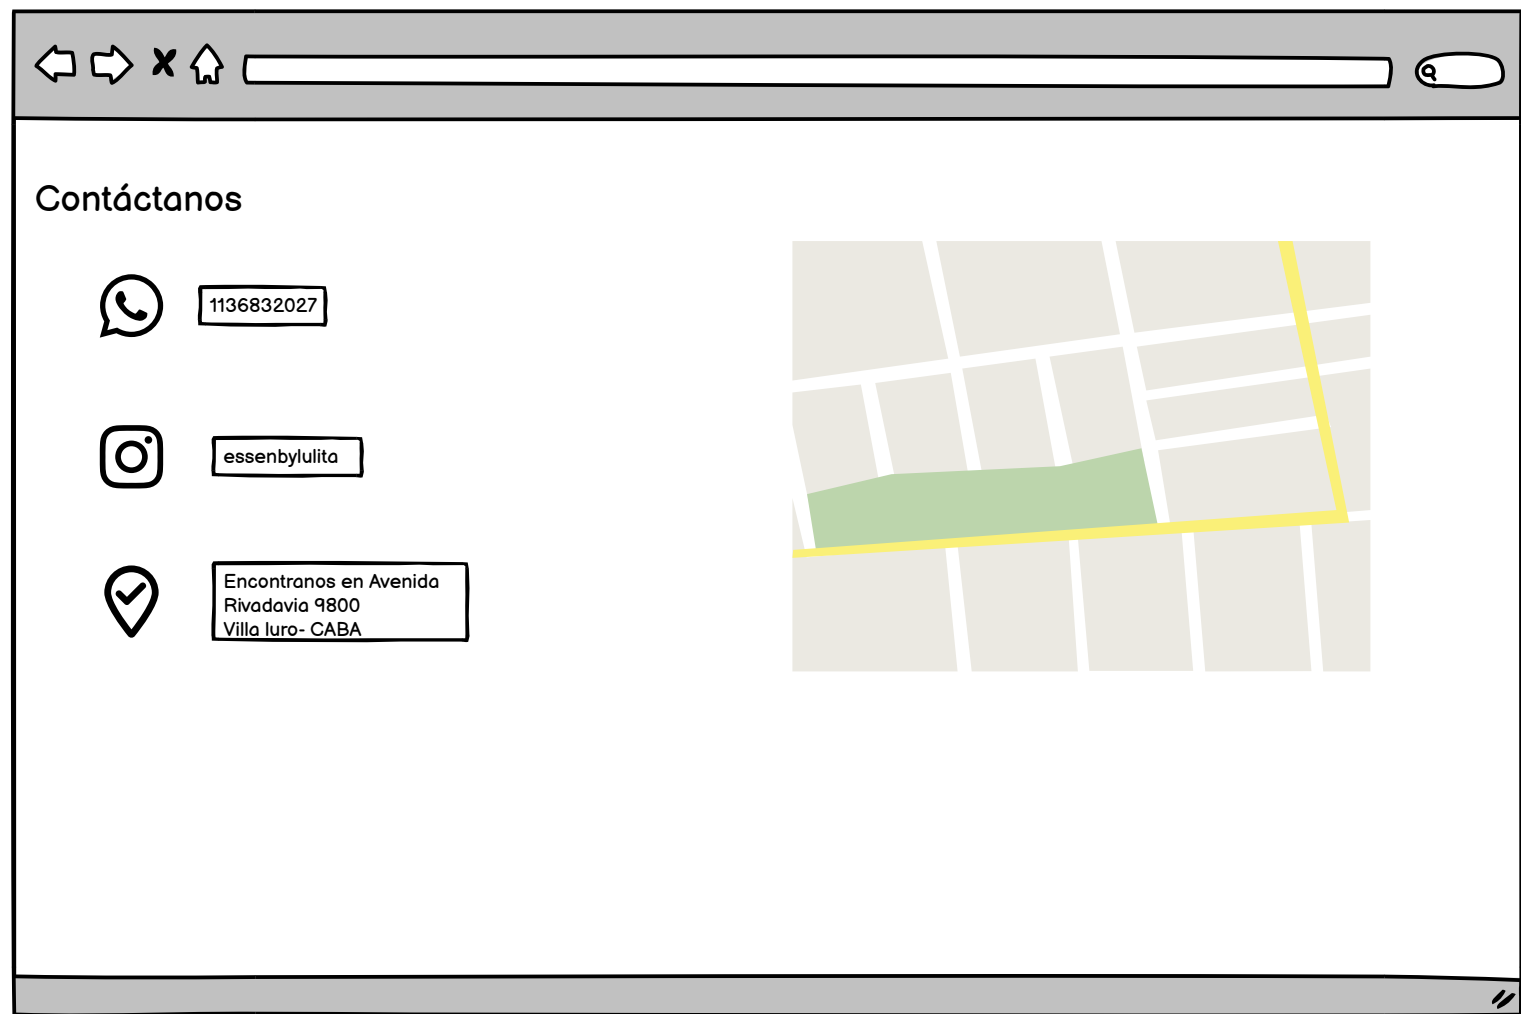 Contáctanos
1136832027
essenbylulita
Encontranos en Avenida
Rivadavia 9800
Villa luro- CABA